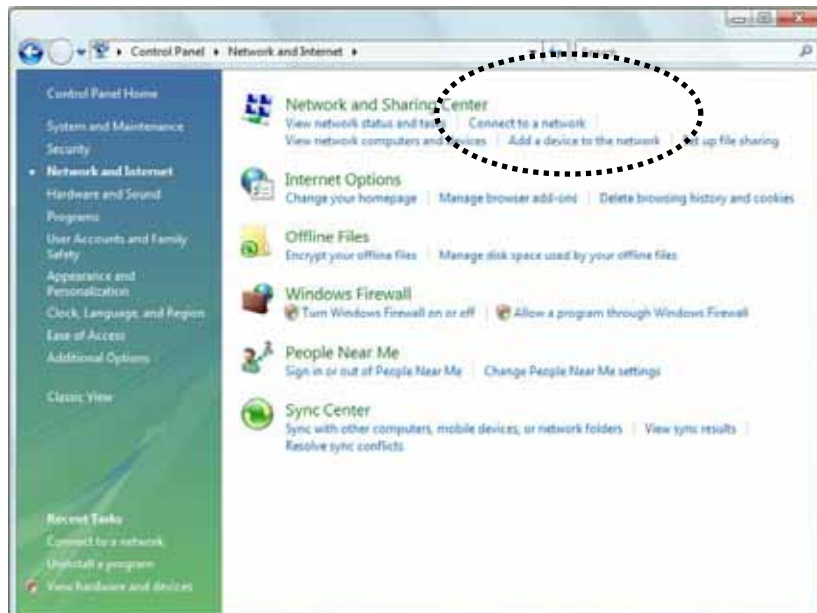 Control Panel Network and Internet
Control Panel Home
System and Maintenance
Security
Network and Internet
Hardware and Sound
Programs
User Accounts and Family
Safety
Appearance and
Personalization
Clock, Language, and Region
Ease of Access
Additional Options
Classic View
Recent Tasks
Connect to a network
Uninstall a program
View hardware and devices
Network and Sharing Center
View network status and tasks Connect to a network
View network computers and devices Add a device to the network Set up file sharing
Internet Options
Change your homepage Manage browser add-ons Delete browsing history and cookies
Offline Files
Encrypt your offline files Manage disk space used by your offline files
Windows Firewall
Turn Windows Firewall on or off Allow a program through Windows Firewall
People Near Me
Sign in or out of People Near Me Change People Near Me settings
Sync Center
Sync with other computers, mobile devices, or network folders View sync results
Resolve sync conflicts